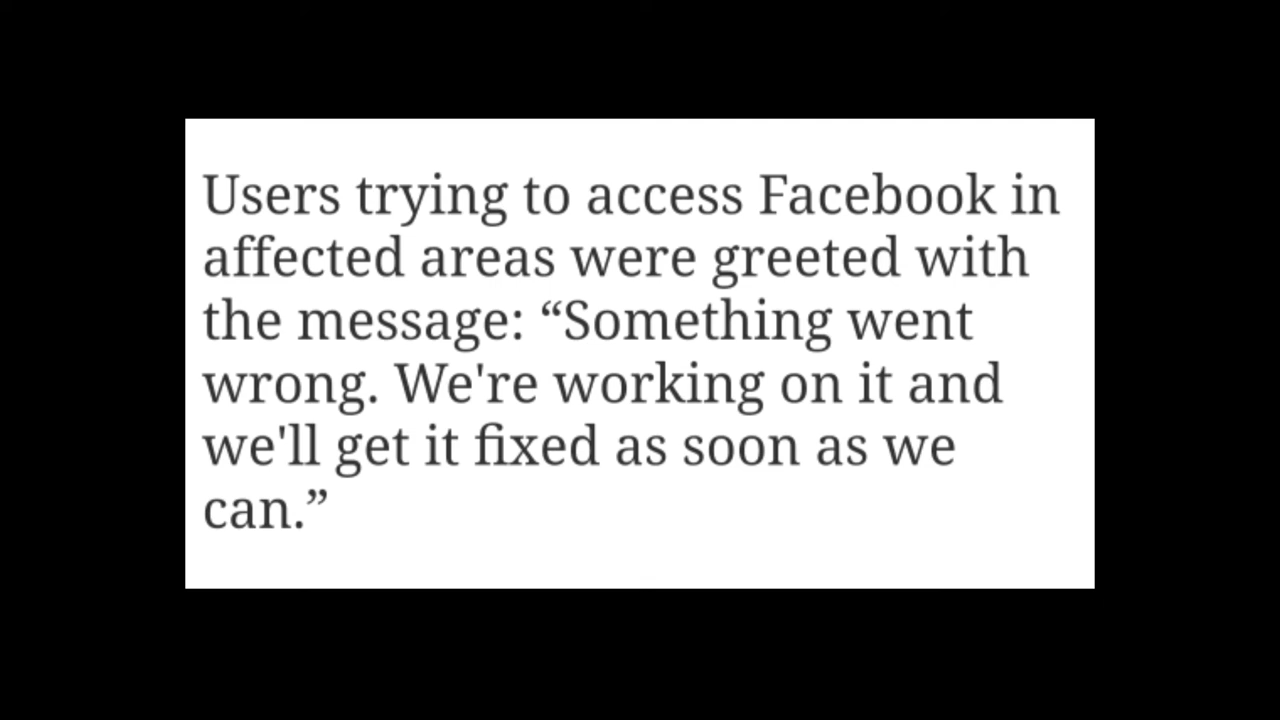 Users trying to access Facebook in
affected areas were greeted with
the message: “Something went
wrong. We're working on it and
we'll get it fixed as soon as we
can.”